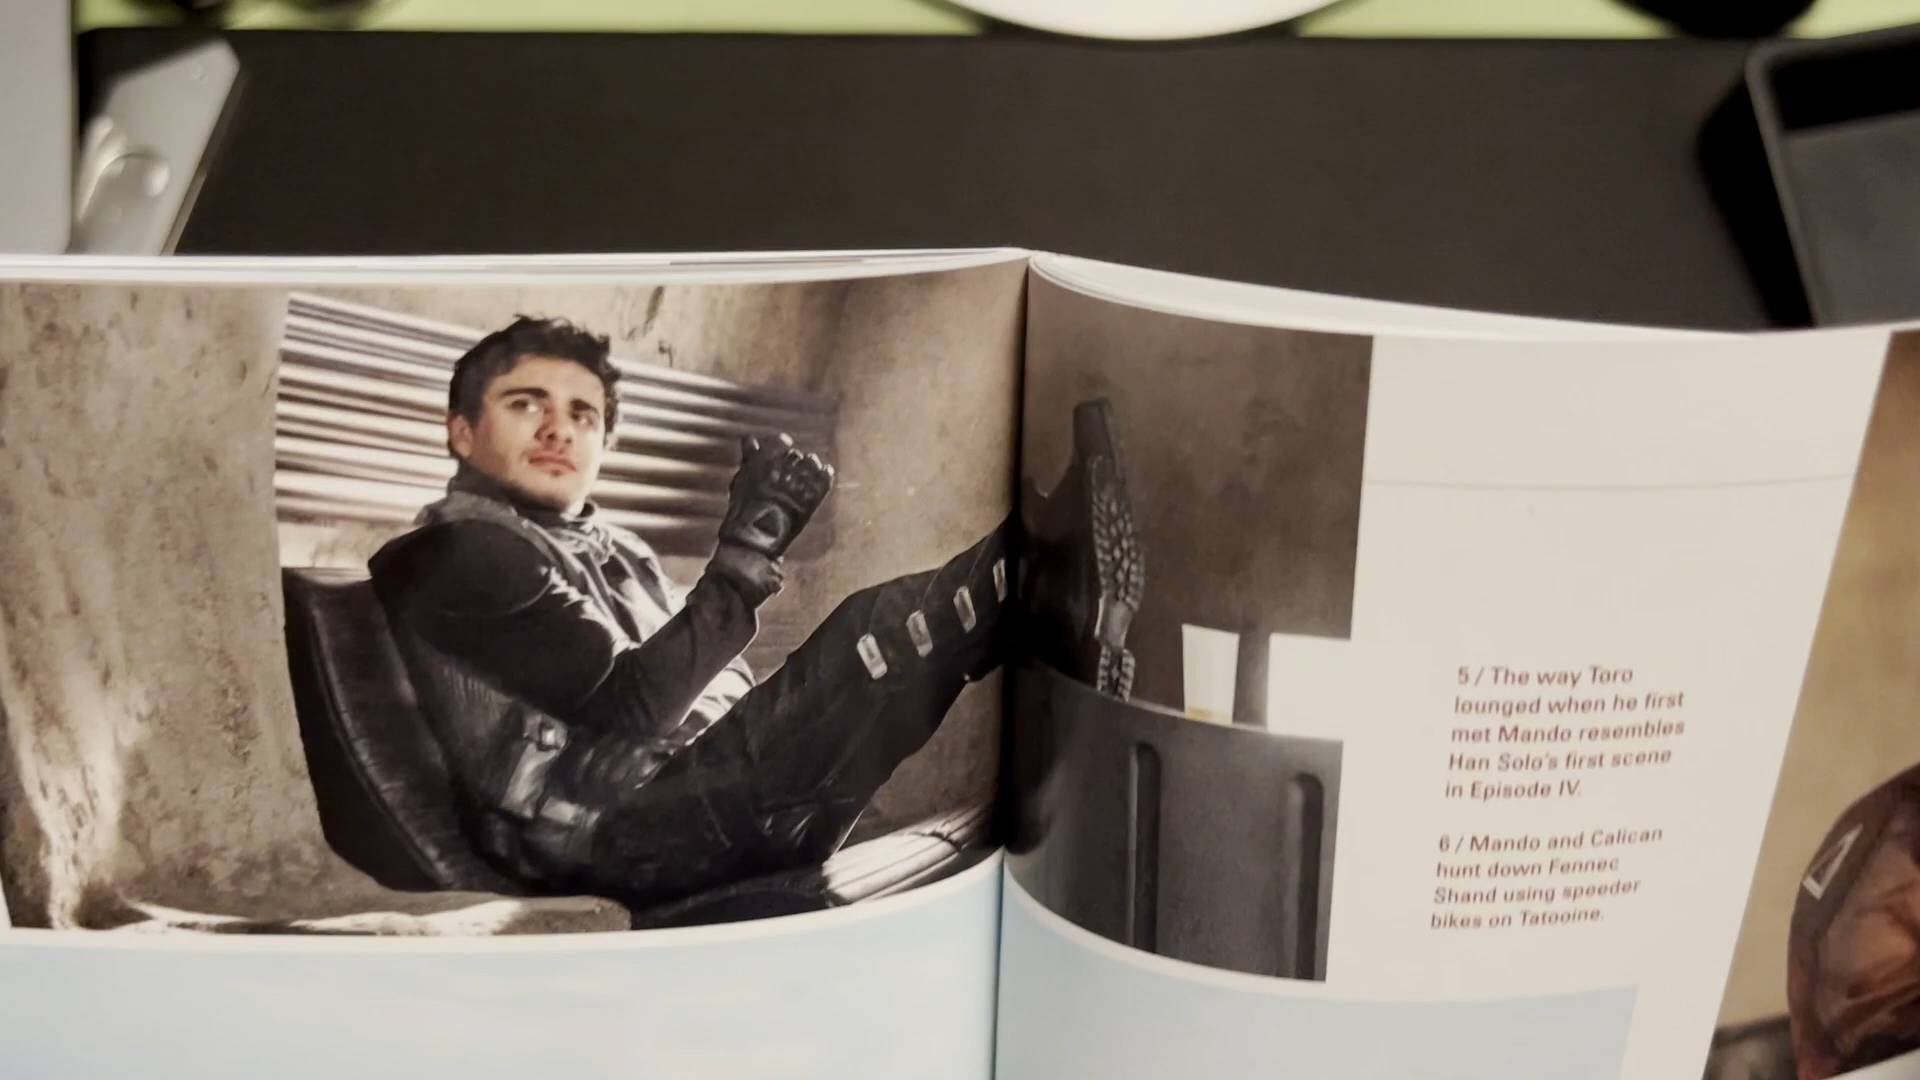 5 / The way Toro
lounged when he first
met Mando resembles
Han Solo's first scene
in Episode IV.
6 / Mando and Calican
hunt down Fennec
Shand using speeder
bikes on Tatooine.